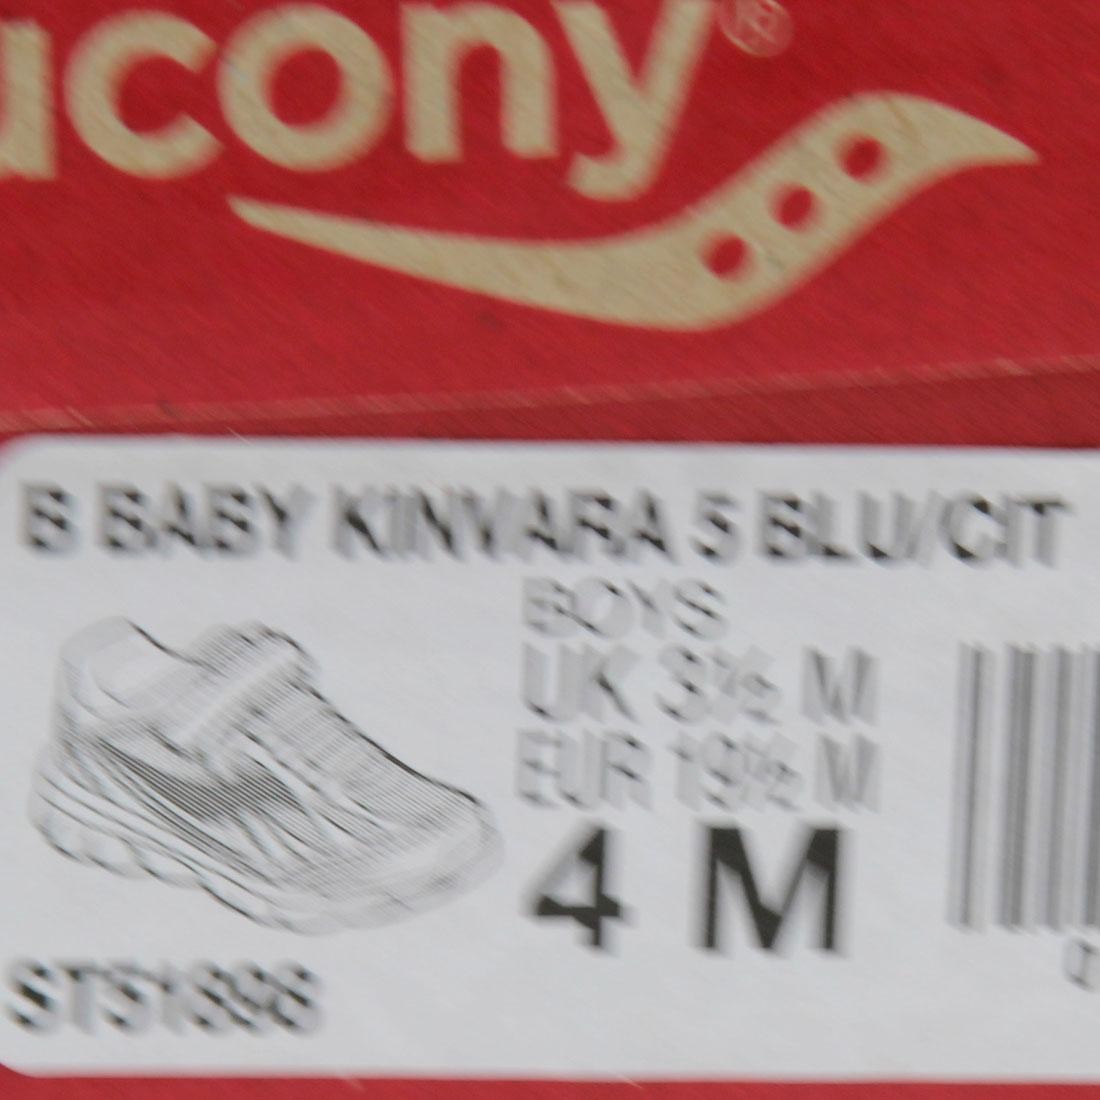 ucony®
B BABY KINVARA 5 BLU/CIT
BOYS
UK 3½ M
EUR 19½ M
4 M